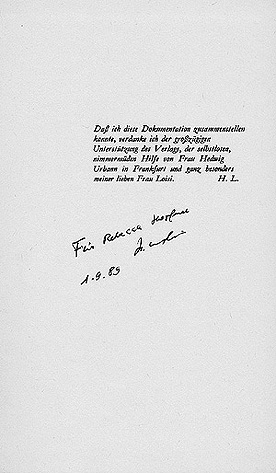 Daß ich diese Dokumentation zusammenstellen
konnte, verdanke ich der großzügigen
Unterstützung des Verlags, der selbstlosen,
nimmermüden Hilfe von Frau Hedwig
Urbann in Frankfurt und ganz besonders
meiner lieben Frau Loisi. H. L.
Für Rebecca
1.9.89